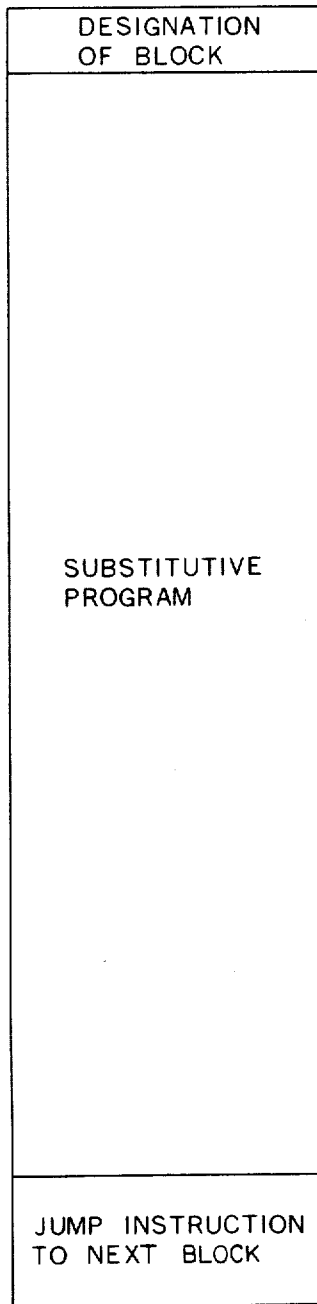 DESIGNATION
OF BLOCK
SUBSTITUTIVE
PROGRAM
JUMP INSTRUCTION
TO NEXT BLOCK